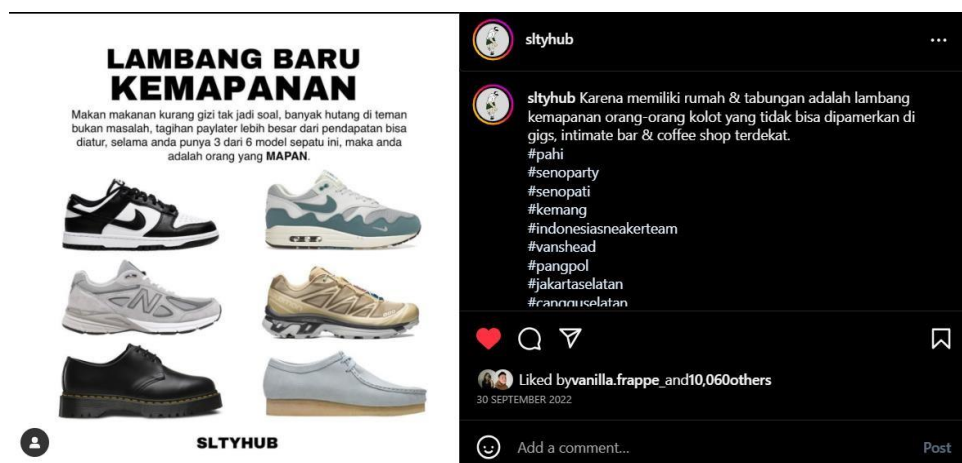 LAMBANG BARU
KEMAPANAN
Makan makanan kurang gizi tak jadi soal, banyak hutang di teman
bukan masalah, tagihan paylater lebih besar dari pendapatan bisa
diatur, selama anda punya 3 dari 6 model sepatu ini, maka anda
adalah orang yang MAPAN.
SLTYHUB
sltyhub
sltyhub Karena memiliki rumah & tabungan adalah lambang
kemapanan orang-orang kolot yang tidak bisa dipamerkan di
gigs, intimate bar & coffee shop terdekat.
#pahi
#senoparty
#senopati
#kemang
#indonesiasneakerteam
#vanshead
#pangpol
#jakartaselatan
#cangguselatan
Liked byvanilla.frappe_and10,060others
30 SEPTEMBER 2022
Add a comment...
Post